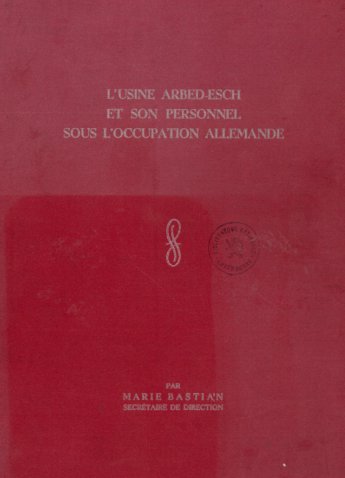 L'USINE ARBED-ESCH
ET SON PERSONNEL
SOUS L'OCCUPATION ALLEMANDE
PAR
MARIE BASTIAN
SECRÉTAIRE DE DIRECTION